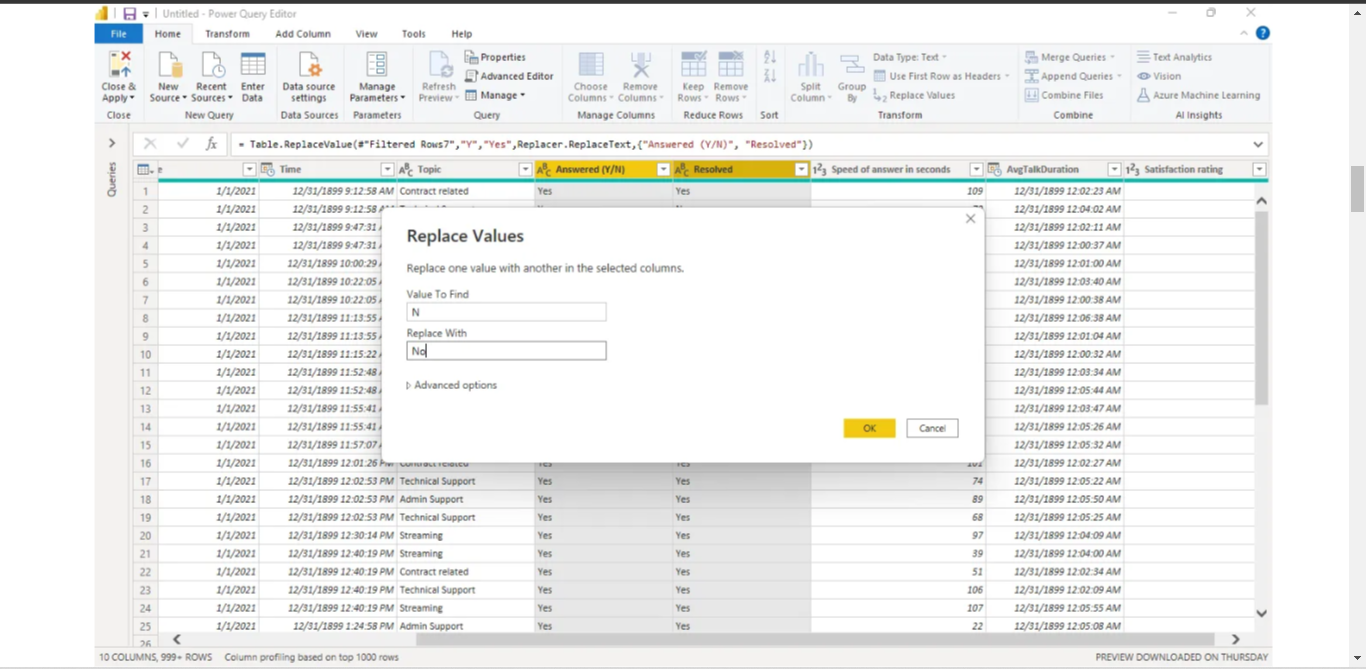 Untitled - Power Query Editor
File Home Transform Add Column View Tools Help
Close & Apply
New Source
Recent Sources
Enter Data
Data source settings
Manage Parameters
Refresh Preview
Properties
Advanced Editor
Manage
Choose Columns
Remove Columns
Keep Rows
Remove Rows
Split Column
Group By
Data Type: Text
Use First Row as Headers
Replace Values
Merge Queries
Append Queries
Combine Files
Text Analytics
Vision
Azure Machine Learning
Close New Query Data Sources Parameters Query Manage Columns Reduce Rows Sort Transform Combine AI Insights
fx = Table.ReplaceValue(#"Filtered Rows7","Y","Yes",Replacer.ReplaceText,{"Answered (Y/N)", "Resolved"})
Queries
e Time Topic Answered (Y/N) Resolved Speed of answer in seconds AvgTalkDuration Satisfaction rating
1 1/1/2021 12/31/1899 9:12:58 AM Contract related Yes Yes 109 12/31/1899 12:02:23 AM
2 1/1/2021 12/31/1899 9:12:58 12/31/1899 12:04:02 AM
3 1/1/2021 12/31/1899 9:47:31 12/31/1899 12:02:11 AM
4 1/1/2021 12/31/1899 9:47:31 12/31/1899 12:00:37 AM
5 1/1/2021 12/31/1899 10:00:29 12/31/1899 12:01:00 AM
6 1/1/2021 12/31/1899 10:22:05 12/31/1899 12:03:40 AM
7 1/1/2021 12/31/1899 10:22:05 12/31/1899 12:00:38 AM
8 1/1/2021 12/31/1899 11:13:55 12/31/1899 12:06:38 AM
9 1/1/2021 12/31/1899 11:13:55 12/31/1899 12:01:04 AM
10 1/1/2021 12/31/1899 11:15:22 12/31/1899 12:00:32 AM
11 1/1/2021 12/31/1899 11:52:48 12/31/1899 12:03:34 AM
12 1/1/2021 12/31/1899 11:52:48 12/31/1899 12:05:44 AM
13 1/1/2021 12/31/1899 11:55:41 12/31/1899 12:03:47 AM
14 1/1/2021 12/31/1899 11:55:41 12/31/1899 12:05:26 AM
15 1/1/2021 12/31/1899 11:57:07 12/31/1899 12:05:32 AM
16 1/1/2021 12/31/1899 12:01:26 PM Contract related Yes Yes 101 12/31/1899 12:02:27 AM
17 1/1/2021 12/31/1899 12:02:53 PM Technical Support Yes Yes 74 12/31/1899 12:05:22 AM
18 1/1/2021 12/31/1899 12:02:53 PM Admin Support Yes Yes 89 12/31/1899 12:05:50 AM
19 1/1/2021 12/31/1899 12:02:53 PM Technical Support Yes Yes 68 12/31/1899 12:05:25 AM
20 1/1/2021 12/31/1899 12:30:14 PM Streaming Yes Yes 97 12/31/1899 12:04:09 AM
21 1/1/2021 12/31/1899 12:40:19 PM Streaming Yes Yes 39 12/31/1899 12:04:00 AM
22 1/1/2021 12/31/1899 12:40:19 PM Contract related Yes Yes 51 12/31/1899 12:02:34 AM
23 1/1/2021 12/31/1899 12:40:19 PM Technical Support Yes Yes 106 12/31/1899 12:02:09 AM
24 1/1/2021 12/31/1899 12:40:19 PM Streaming Yes Yes 107 12/31/1899 12:05:55 AM
25 1/1/2021 12/31/1899 1:24:58 PM Admin Support Yes Yes 22 12/31/1899 12:05:08 AM
26
Replace Values
Replace one value with another in the selected columns.
Value To Find
N
Replace With
No
Advanced options
OK Cancel
10 COLUMNS, 999+ ROWS Column profiling based on top 1000 rows PREVIEW DOWNLOADED ON THURSDAY